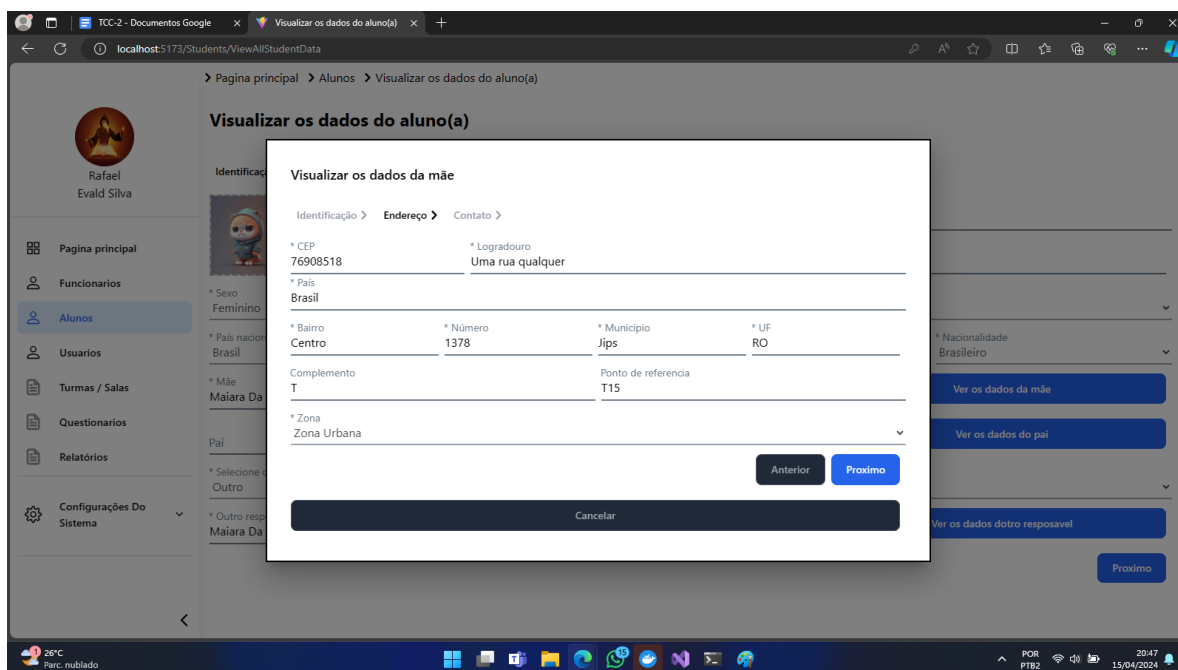 TCC-2 - Documentos Google
Visualizar os dados do aluno(a)
localhost:5173/Students/ViewAllStudentData
Pagina principal Alunos Visualizar os dados do aluno(a)
Visualizar os dados do aluno(a)
Rafael
Evald Silva
Pagina principal
Funcionarios
Alunos
Usuarios
Turmas / Salas
Questionarios
Relatórios
Configurações Do
Sistema
* Sexo
Feminino
Brasil
* Mãe
Maiara Da
Pai
* Selecione
Outro
* Outro
Maiara Da
Visualizar os dados da mãe
Identificação Endereço Contato
* CEP * Logradouro
76908518 Uma rua qualquer
* País
Brasil
* Bairro * Número * Municipio * UF
Centro 1378 Jips RO
Complemento Ponto de referencia
T T15
* Zona
Zona Urbana
Anterior Proximo
Cancelar
* Nacionalidade
Brasileiro
Ver os dados da mãe
Ver os dados do pai
Ver os dados dotro resposavel
Proximo
1 26°C
Parc. nublado
15
POR
PTB2
20:47
15/04/2024